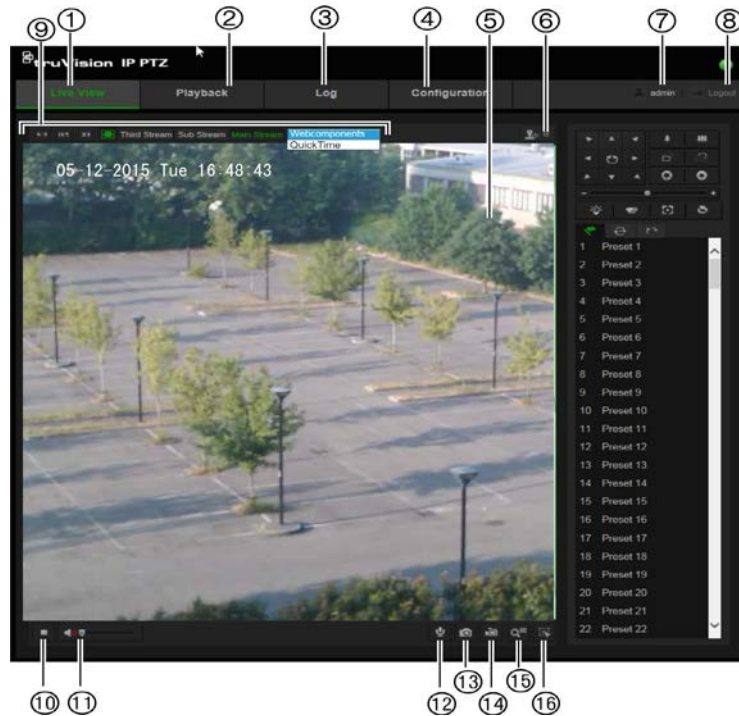 ① ② ③ ④ ⑤ ⑥ ⑦ ⑧
⑨
truVision IP PTZ
Live View Playback Log Configuration admin Logout
Third Stream Sub Stream Main Stream Webcomponents
QuickTime
05-12-2015 Tue 16:48:43
1 Preset 1
2 Preset 2
3 Preset 3
4 Preset 4
5 Preset 5
6 Preset 6
7 Preset 7
8 Preset 8
9 Preset 9
10 Preset 10
11 Preset 11
12 Preset 12
13 Preset 13
14 Preset 14
15 Preset 15
16 Preset 16
17 Preset 17
18 Preset 18
19 Preset 19
20 Preset 20
21 Preset 21
22 Preset 22
⑩ ⑪ ⑫ ⑬ ⑭ ⑮ ⑯